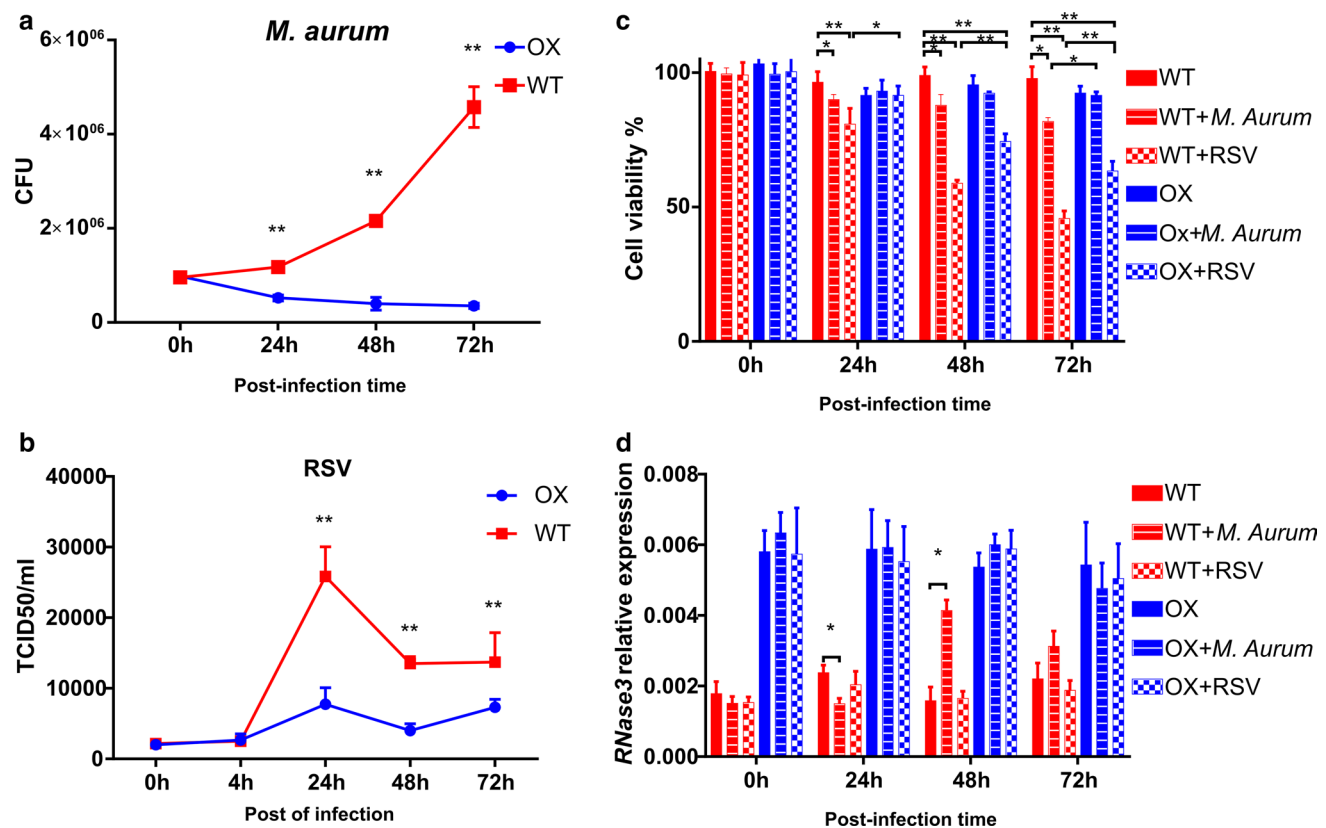 a
M. aurum
6×10⁰⁶
4×10⁰⁶
2×10⁰⁶
0
CFU
**
**
**
OX
WT
0h 24h 48h 72h
Post-infection time
b
RSV
40000
30000
20000
10000
0
TCID50/ml
**
**
**
OX
WT
0h 4h 24h 48h 72h
Post of infection
c
100
50
0
Cell viability %
** *
*
**
** **
*
**
** **
* *
WT
WT+M. Aurum
WT+RSV
OX
Ox+M. Aurum
OX+RSV
0h 24h 48h 72h
Post-infection time
d
0.008
0.006
0.004
0.002
0.000
RNase3 relative expression
*
*
WT
WT+M. Aurum
WT+RSV
OX
OX+M. Aurum
OX+RSV
0h 24h 48h 72h
Post-infection time